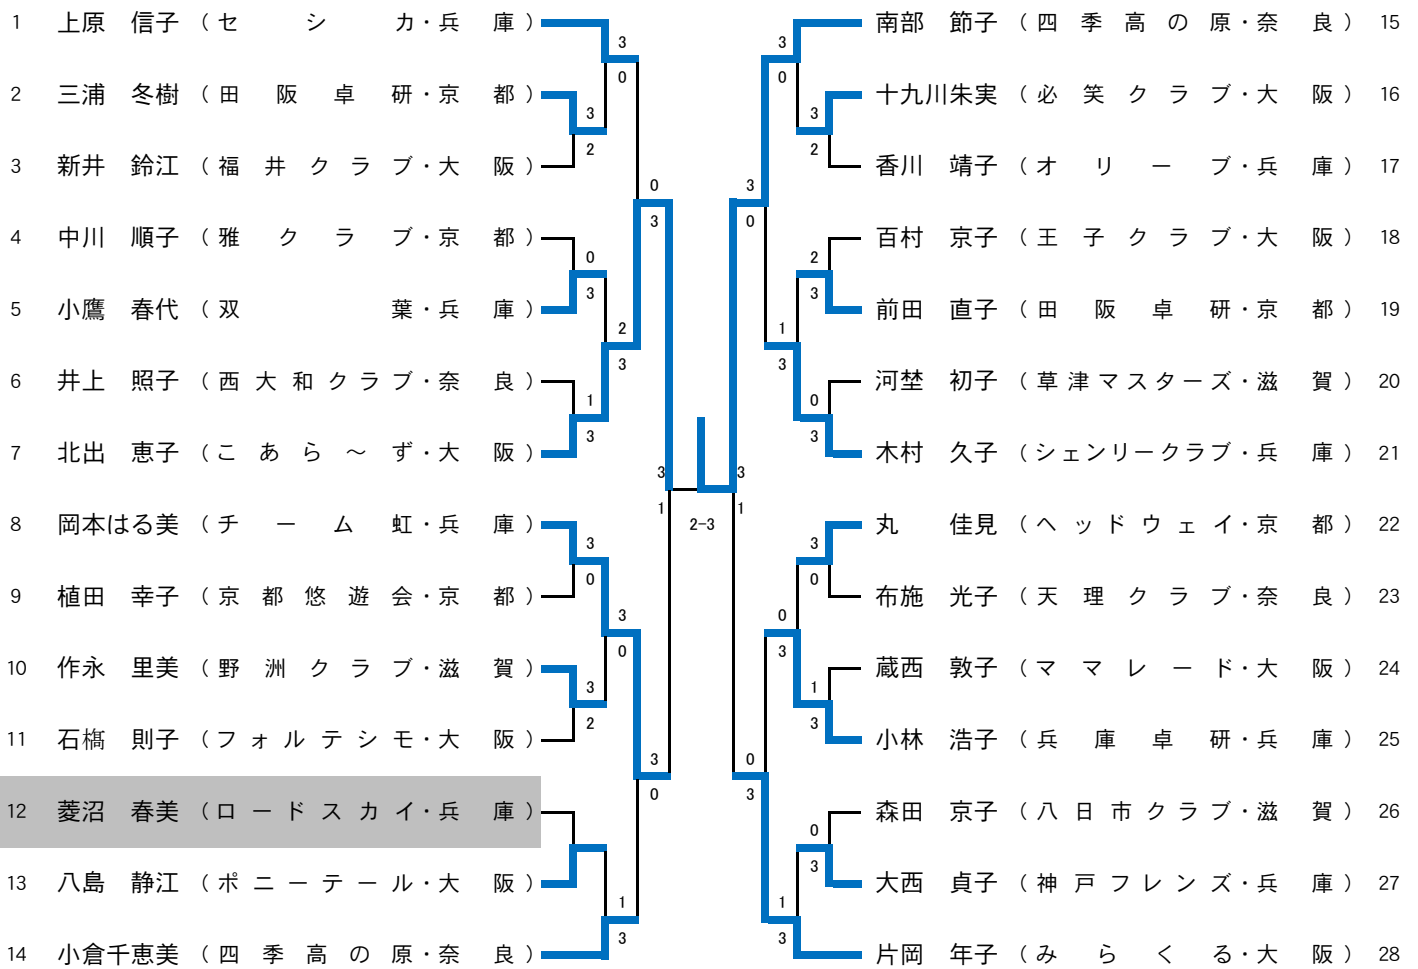 1 上原 信子 (セシカ・兵庫)
2 三浦 冬樹 (田阪卓研・京都)
3 新井 鈴江 (福井クラブ・大阪)
4 中川 順子 (雅クラブ・京都)
5 小鷹 春代 (双葉・兵庫)
6 井上 照子 (西大和クラブ・奈良)
7 北出 恵子 (こあら～ず・大阪)
8 岡本はる美 (チーム虹・兵庫)
9 植田 幸子 (京都悠遊会・京都)
10 作永 里美 (野洲クラブ・滋賀)
11 石橋 則子 (フォルテシモ・大阪)
12 菱沼 春美 (ロードスカイ・兵庫)
13 八島 静江 (ポニーテール・大阪)
14 小倉千恵美 (四季高の原・奈良)
3
0
3
2
0
3
0
3
2
3
1
3
3
1
3
0
3
0
3
2
3
0
1
3
2-3
南部 節子 (四季高の原・奈良) 15
十九川朱実 (必笑クラブ・大阪) 16
香川 靖子 (オリーブ・兵庫) 17
百村 京子 (王子クラブ・大阪) 18
前田 直子 (田阪卓研・京都) 19
河埜 初子 (草津マスターズ・滋賀) 20
木村 久子 (シェンリークラブ・兵庫) 21
丸 佳見 (ヘッドウェイ・京都) 22
布施 光子 (天理クラブ・奈良) 23
蔵西 敦子 (ママレード・大阪) 24
小林 浩子 (兵庫卓研・兵庫) 25
森田 京子 (八日市クラブ・滋賀) 26
大西 貞子 (神戸フレンズ・兵庫) 27
片岡 年子 (みらくる・大阪) 28
3
0
3
2
3
0
2
3
1
3
0
3
3
1
3
0
0
3
1
3
0
3
0
3
1
3